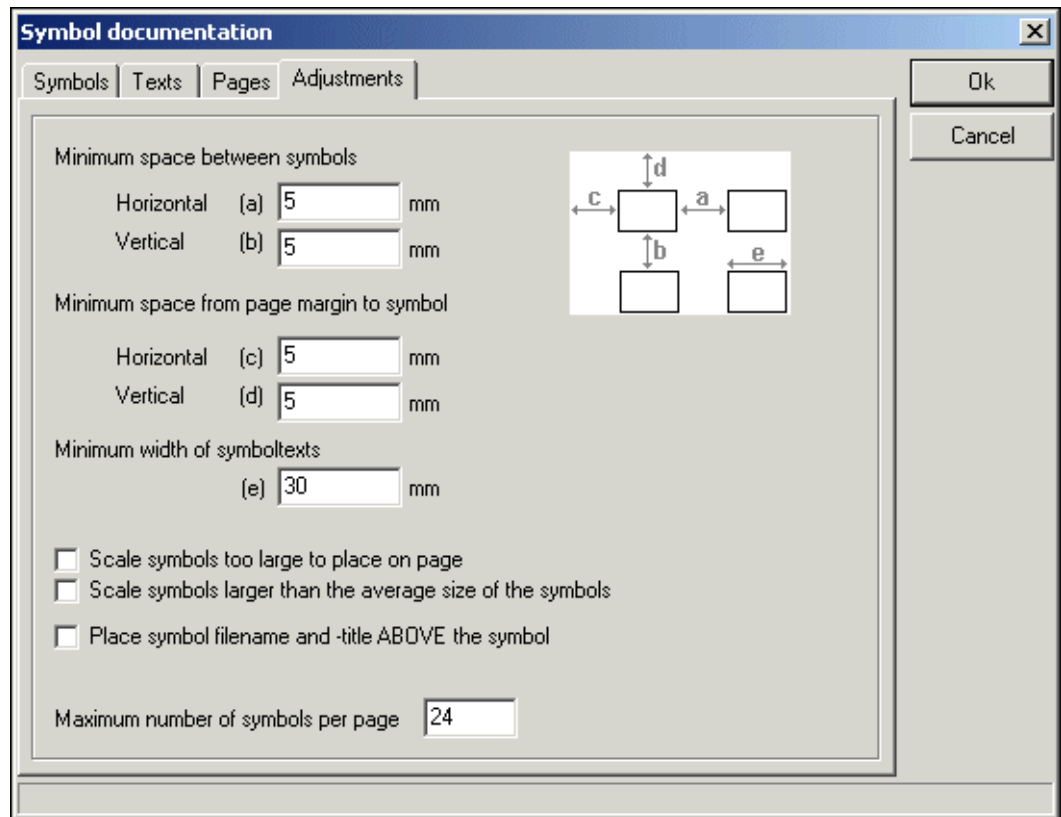 Symbol documentation
Symbols Texts Pages Adjustments
Ok
Cancel
Minimum space between symbols
Horizontal (a) 5 mm
Vertical (b) 5 mm
d
c a
b e
Minimum space from page margin to symbol
Horizontal (c) 5 mm
Vertical (d) 5 mm
Minimum width of symboltexts
(e) 30 mm
Scale symbols too large to place on page
Scale symbols larger than the average size of the symbols
Place symbol filename and -title ABOVE the symbol
Maximum number of symbols per page 24